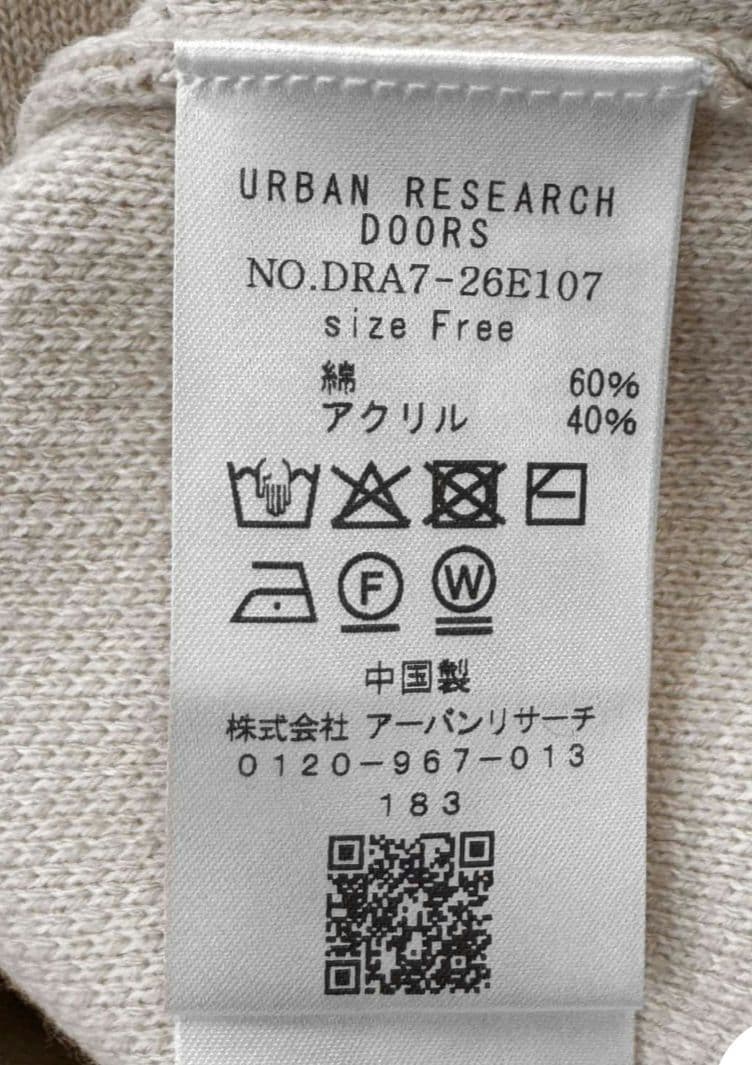 URBAN RESEARCH
DOORS
NO.DRA7-26E107
size Free
綿 60%
アクリル 40%
F W
中国製
株式会社 アーバンリサーチ
0120-967-013
183